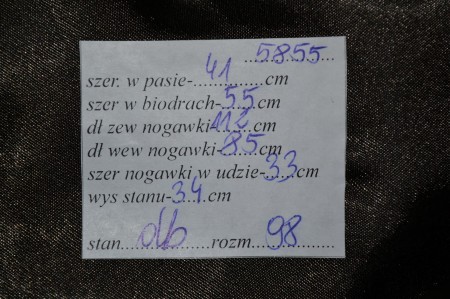 5855
szer. w pasie-41cm
szer w biodrach-55cm
dł zew nogawki-112cm
dł wew nogawki-85cm
szer nogawki w udzie-33cm
wys stanu-34cm
stan db rozm. 98